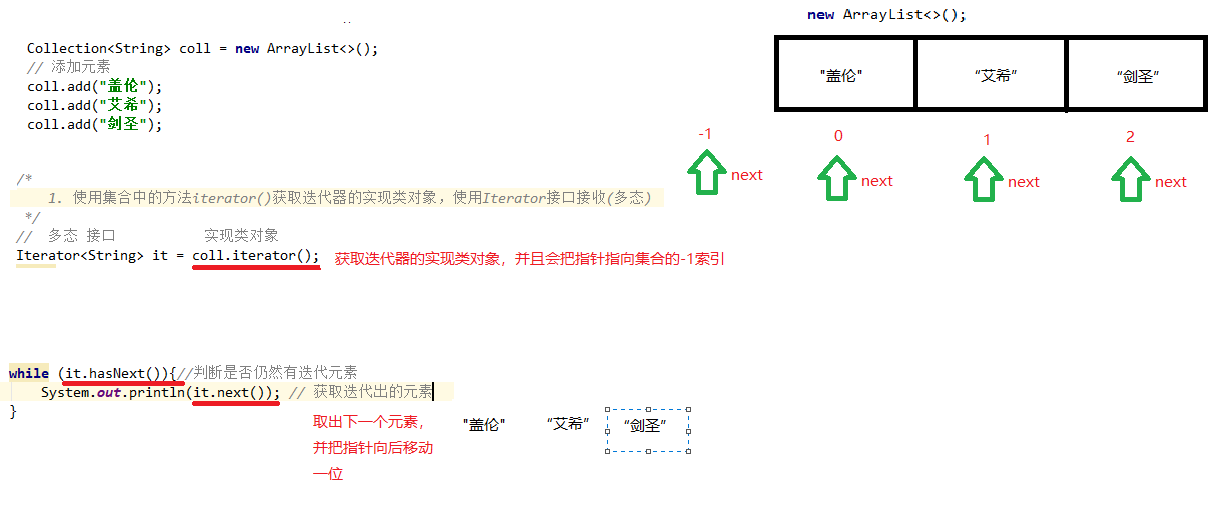 Collection<String> coll = new ArrayList<>();
// 添加元素
coll.add("盖伦");
coll.add("艾希");
coll.add("剑圣");
new ArrayList<>();
"盖伦" “艾希” “剑圣”
-1 0 1 2
next next next next
/*
1. 使用集合中的方法iterator()获取迭代器的实现类对象，使用Iterator接口接收(多态)
*/
// 多态 接口 实现类对象
Iterator<String> it = coll.iterator(); 获取迭代器的实现类对象，并且会把指针指向集合的-1索引
while (it.hasNext()){//判断是否仍然有迭代元素
System.out.println(it.next()); // 获取迭代出的元素
}
取出下一个元素，
并把指针向后移动
一位
"盖伦" “艾希” “剑圣”